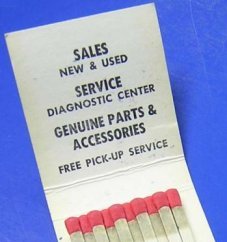 SALES
NEW & USED
SERVICE
DIAGNOSTIC CENTER
GENUINE PARTS &
ACCESSORIES
FREE PICK-UP SERVICE